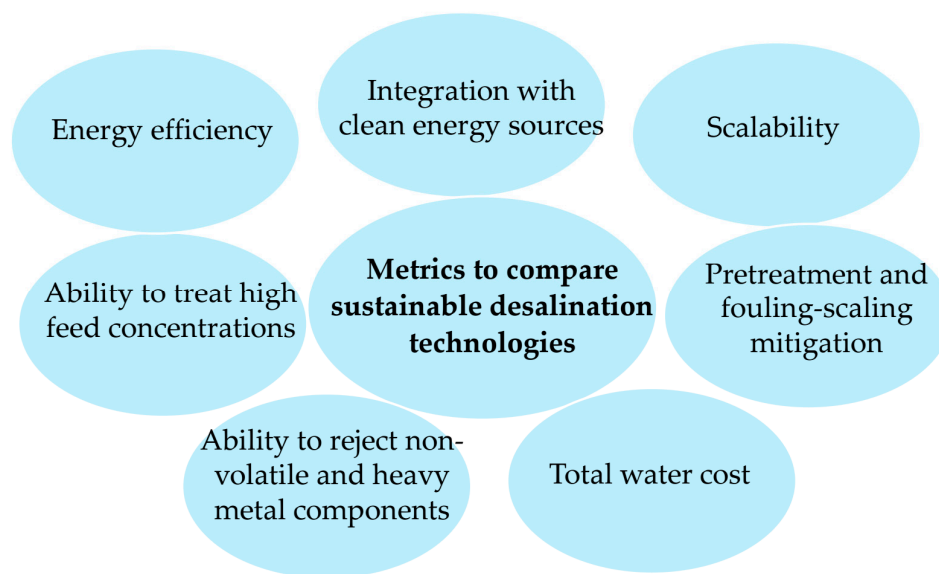 Energy efficiency
Integration with
clean energy sources
Scalability
Ability to treat high
feed concentrations
Metrics to compare
sustainable desalination
technologies
Pretreatment and
fouling-scaling
mitigation
Ability to reject non-
volatile and heavy
metal components
Total water cost